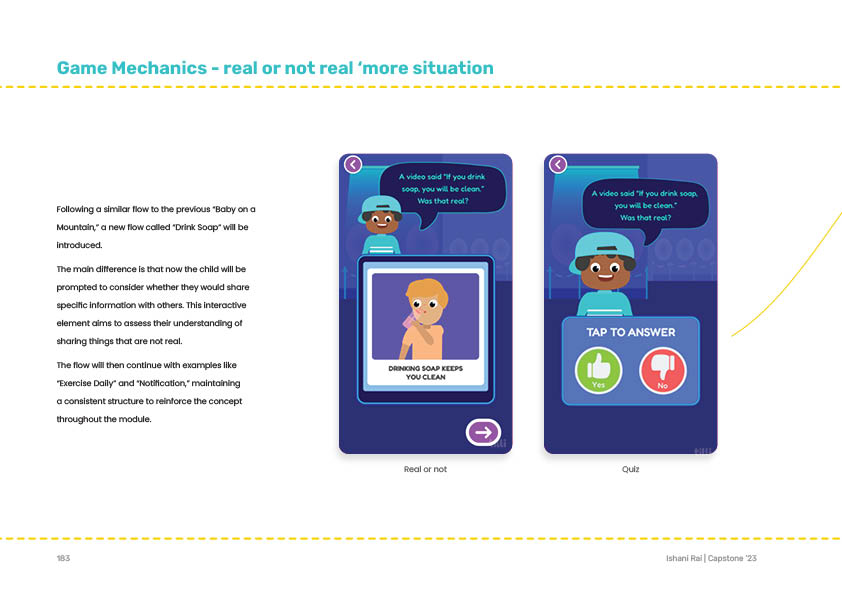 Game Mechanics - real or not real ‘more situation
Following a similar flow to the previous “Baby on a
Mountain,” a new flow called “Drink Soap” will be
introduced.
The main difference is that now the child will be
prompted to consider whether they would share
specific information with others. This interactive
element aims to assess their understanding of
sharing things that are not real.
The flow will then continue with examples like
“Exercise Daily” and “Notification,” maintaining
a consistent structure to reinforce the concept
throughout the module.
A video said “If you drink
soap, you will be clean.”
Was that real?
DRINKING SOAP KEEPS
YOU CLEAN
Real or not
A video said “If you drink soap,
you will be clean.”
Was that real?
TAP TO ANSWER
Yes
No
Quiz
183
Ishani Rai | Capstone ’23